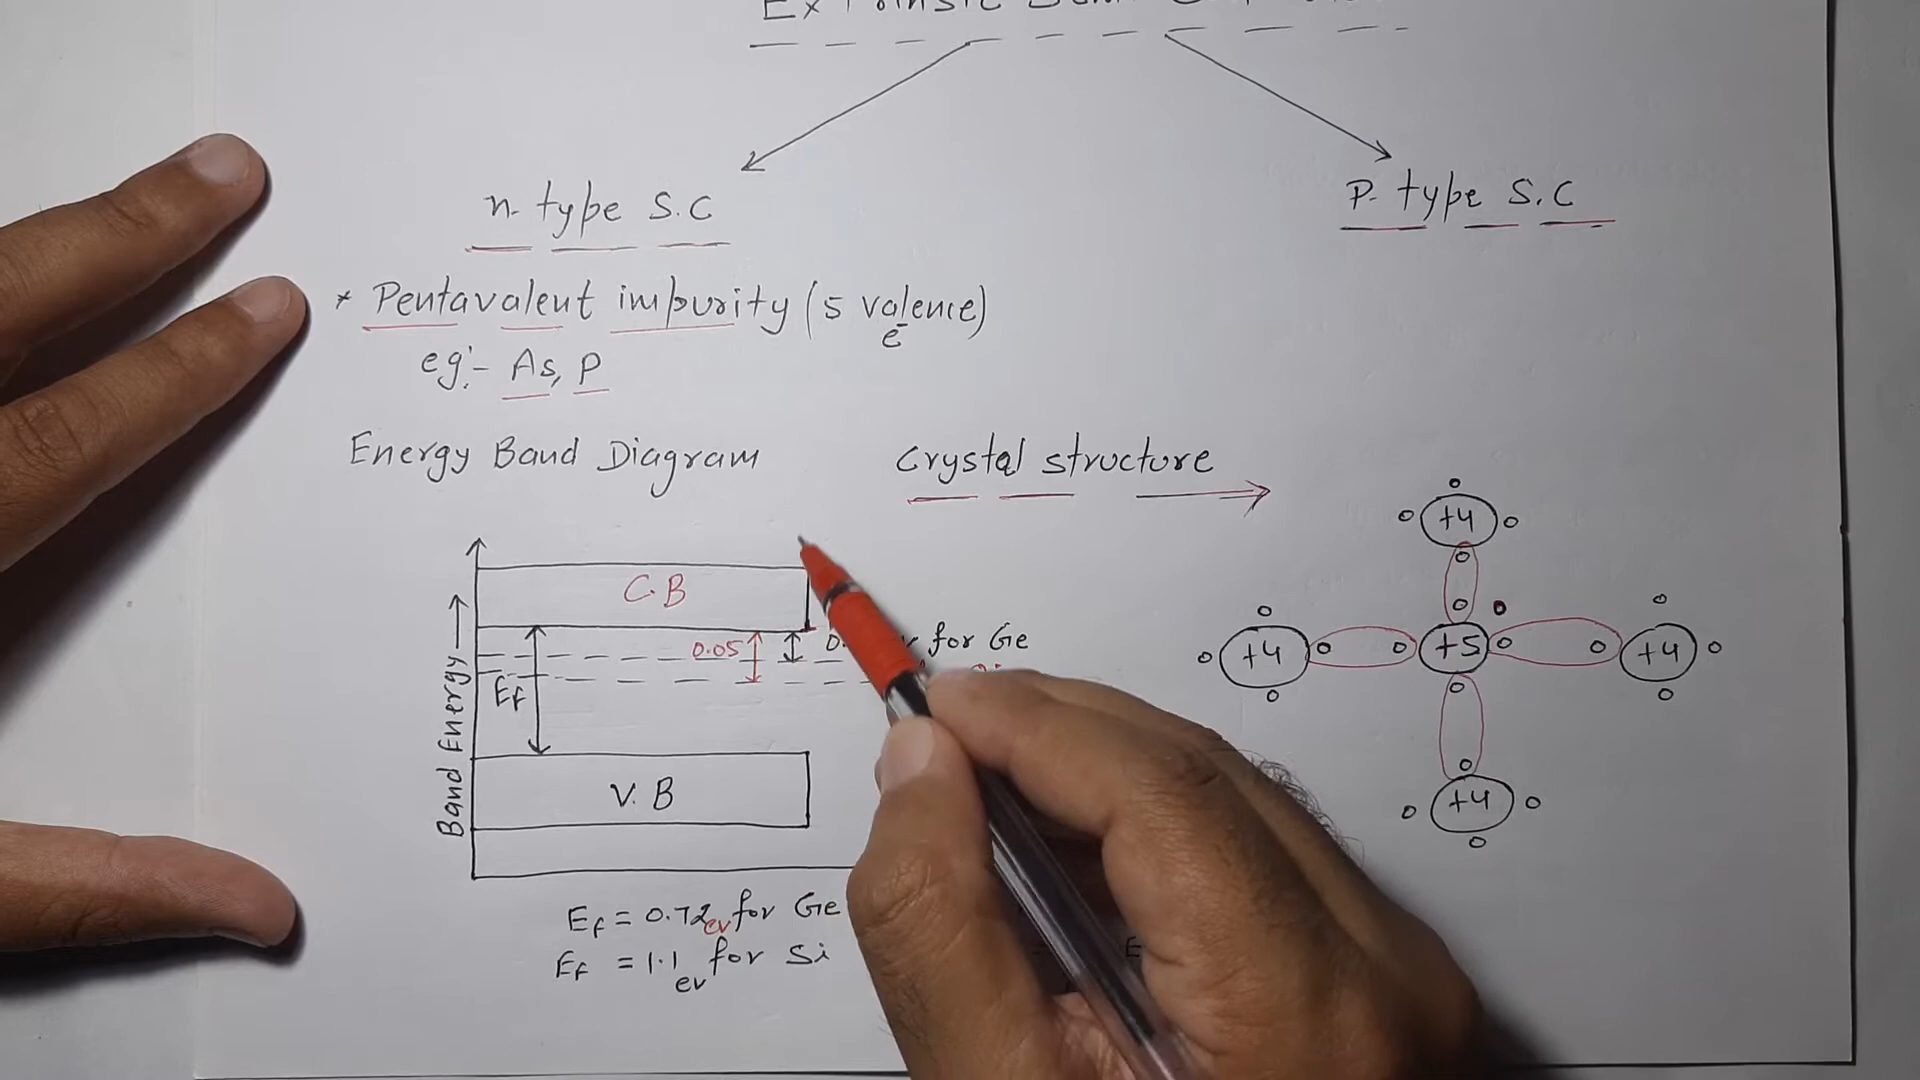 n- type S.C
P- type S.C
* Pentavalent impurity (5 valence)
e⁻
eg:- As, P
Energy Band Diagram
Crystal structure
C.B
0.05
for Ge
Ef
Band Energy
V.B
Ef = 0.72 ev for Ge
Ef = 1.1 ev for Si
+4
+4
+5
+4
+4
E